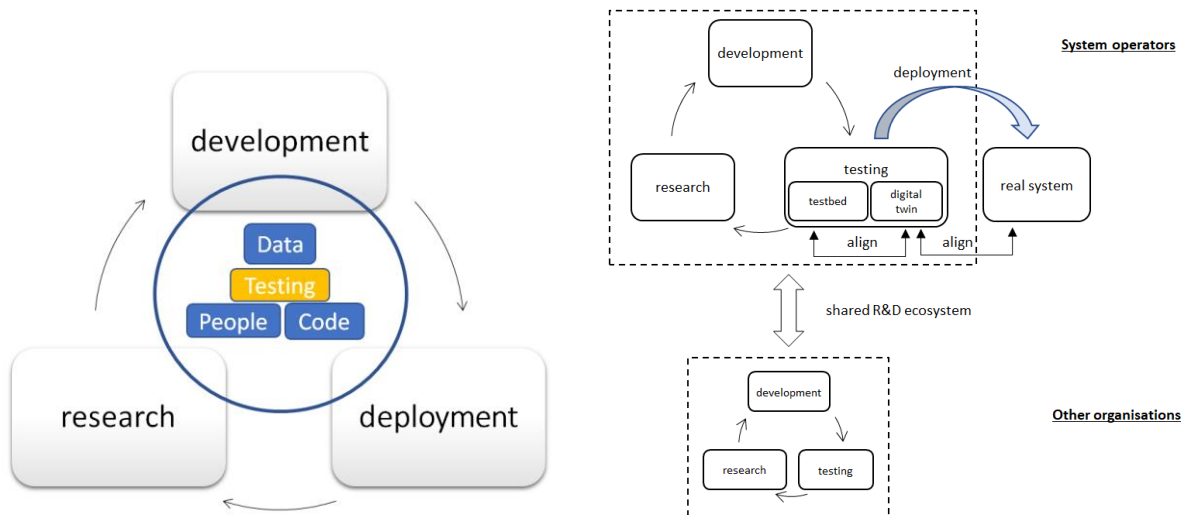 development
Data
Testing
People
Code
research
deployment
System operators
development
deployment
research
testing
testbed
digital
twin
real system
align
align
shared R&D ecosystem
Other organisations
development
research
testing